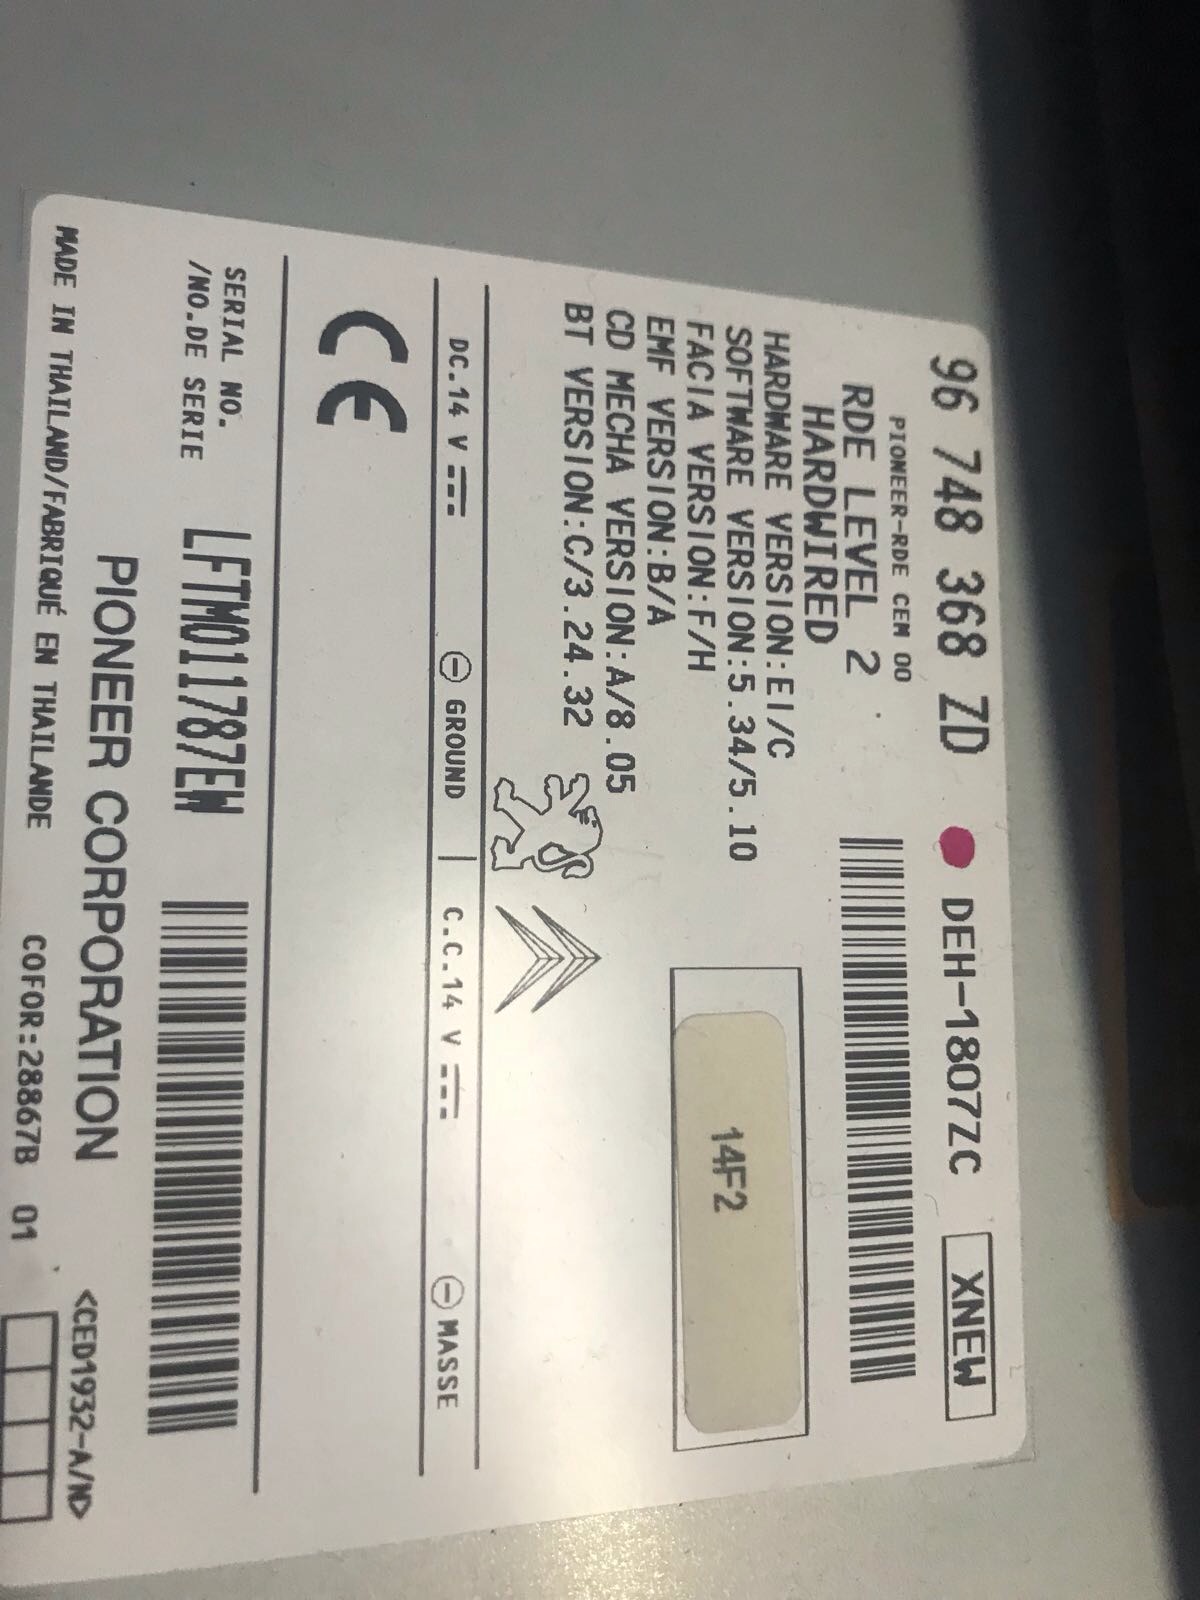 96 748 368 ZD DEH-1807ZC XNEW
PIONEER-RDE CEM 00
RDE LEVEL 2
HARDWIRED
HARDWARE VERSION:EI/C
SOFTWARE VERSION:5.34/5.10
FACIA VERSION:F/H
EMF VERSION:B/A
CD MECHA VERSION:A/8.05
BT VERSION:C/3.24.32
14F2
DC.14 V ⎓ ⊖ GROUND | C.C.14 V ⎓ ⊖ MASSE
CE
SERIAL NO.
/NO.DE SERIE LFTM011787EW
PIONEER CORPORATION <CED1932-A/N>
MADE IN THAILAND/FABRIQUÉ EN THAILANDE COFOR:28867B 01